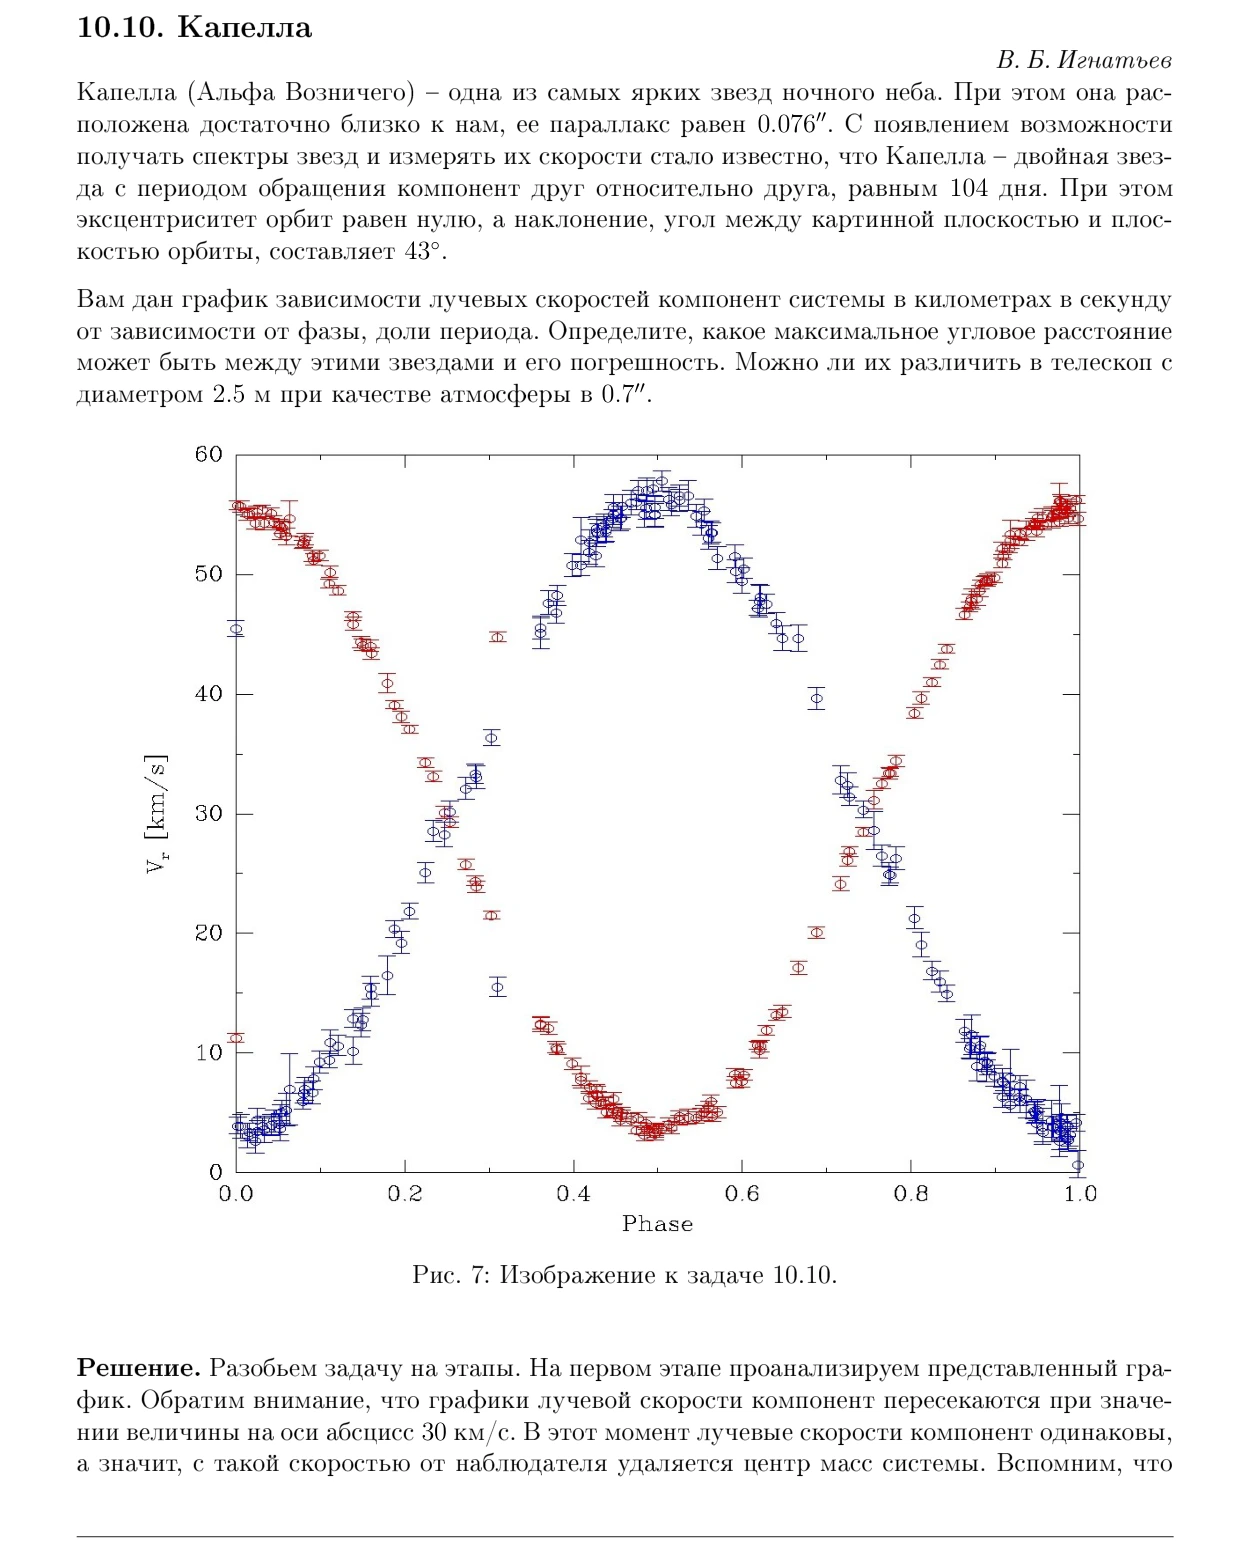 10.10. Капелла
В. Б. Игнатьев
Капелла (Альфа Возничего) – одна из самых ярких звезд ночного неба. При этом она рас-
положена достаточно близко к нам, ее параллакс равен 0.076″. С появлением возможности
получать спектры звезд и измерять их скорости стало известно, что Капелла – двойная звез-
да с периодом обращения компонент друг относительно друга, равным 104 дня. При этом
эксцентриситет орбит равен нулю, а наклонение, угол между картинной плоскостью и плос-
костью орбиты, составляет 43°.
Вам дан график зависимости лучевых скоростей компонент системы в километрах в секунду
от зависимости от фазы, доли периода. Определите, какое максимальное угловое расстояние
может быть между этими звездами и его погрешность. Можно ли их различить в телескоп с
диаметром 2.5 м при качестве атмосферы в 0.7″.
60
50
40
30
20
10
0
V_r [km/s]
0.0 0.2 0.4 0.6 0.8 1.0
Phase
Рис. 7: Изображение к задаче 10.10.
Решение. Разобьем задачу на этапы. На первом этапе проанализируем представленный гра-
фик. Обратим внимание, что графики лучевой скорости компонент пересекаются при значе-
нии величины на оси абсцисс 30 км/с. В этот момент лучевые скорости компонент одинаковы,
а значит, с такой скоростью от наблюдателя удаляется центр масс системы. Вспомним, что